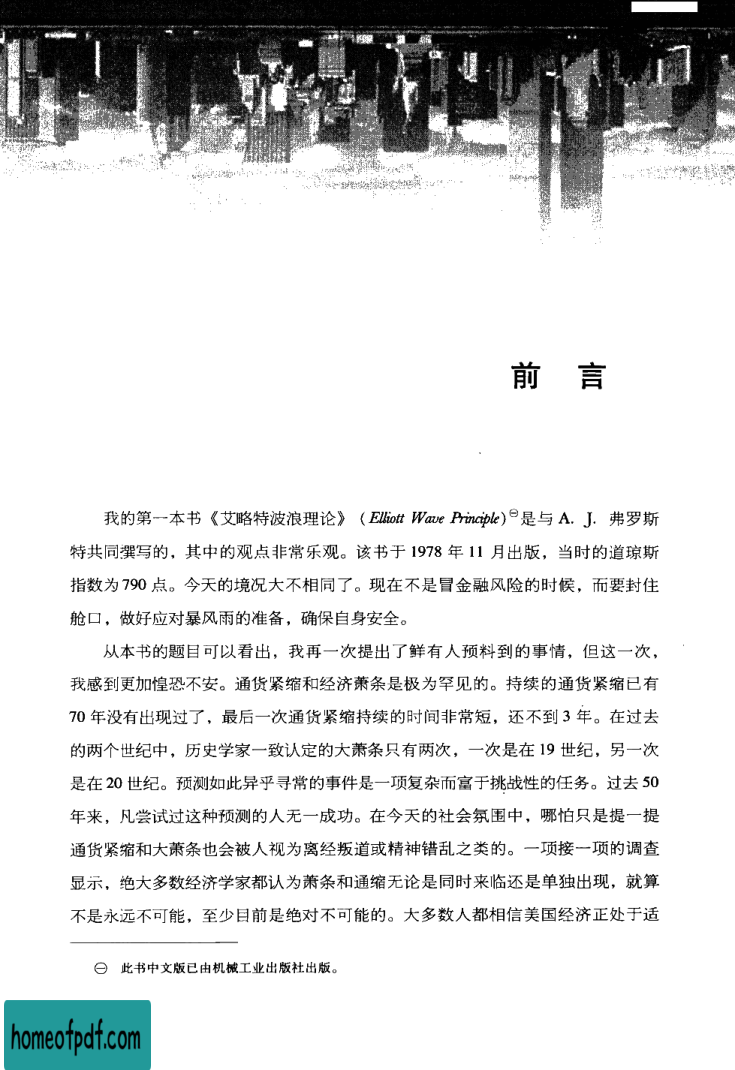 前 言
我的第一本书《艾略特波浪理论》(Elliott Wave Principle)㊀是与 A. J. 弗罗斯
特共同撰写的，其中的观点非常乐观。该书于 1978 年 11 月出版，当时的道琼斯
指数为 790 点。今天的境况大不相同了。现在不是冒金融风险的时候，而要封住
舱口，做好应对暴风雨的准备，确保自身安全。
从本书的题目可以看出，我再一次提出了鲜有人预料到的事情，但这一次，
我感到更加惶恐不安。通货紧缩和经济萧条是极为罕见的。持续的通货紧缩已有
70 年没有出现过了，最后一次通货紧缩持续的时间非常短，还不到 3 年。在过去
的两个世纪中，历史学家一致认定的大萧条只有两次，一次是在 19 世纪，另一次
是在 20 世纪。预测如此异乎寻常的事件是一项复杂而富于挑战性的任务。过去 50
年来，凡尝试过这种预测的人无一成功。在今天的社会氛围中，哪怕只是提一提
通货紧缩和大萧条也会被人视为离经叛道或精神错乱之类的。一项接一项的调查
显示，绝大多数经济学家都认为萧条和通缩无论是同时来临还是单独出现，就算
不是永远不可能，至少目前是绝对不可能的。大多数人都相信美国经济正处于适
㊀ 此书中文版已由机械工业出版社出版。
homeofpdf.com